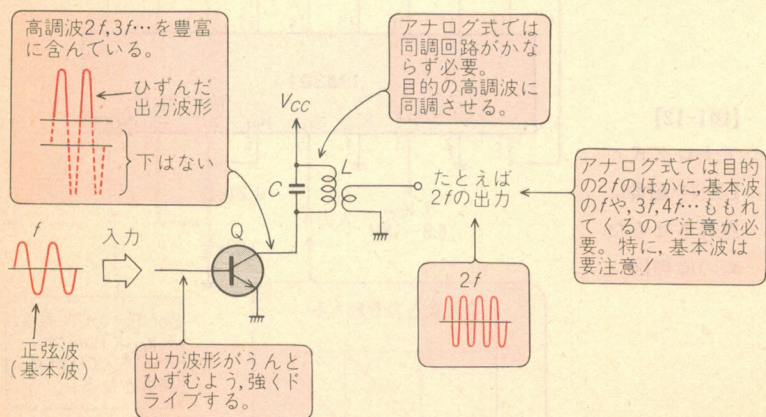 高調波2f,3f…を豊富
に含んでいる。
ひずんだ
出力波形
下はない
アナログ式では
同調回路がかな
らず必要。
目的の高調波に
同調させる。
VCC
C
L
Q
たとえば
2fの出力
アナログ式では目的
の2fのほかに,基本波
のfや,3f,4f…ももれ
てくるので注意が必
要。特に,基本波は
要注意!
f
入力
正弦波
(基本波)
出力波形がうんと
ひずむよう,強くド
ライブする。
2f